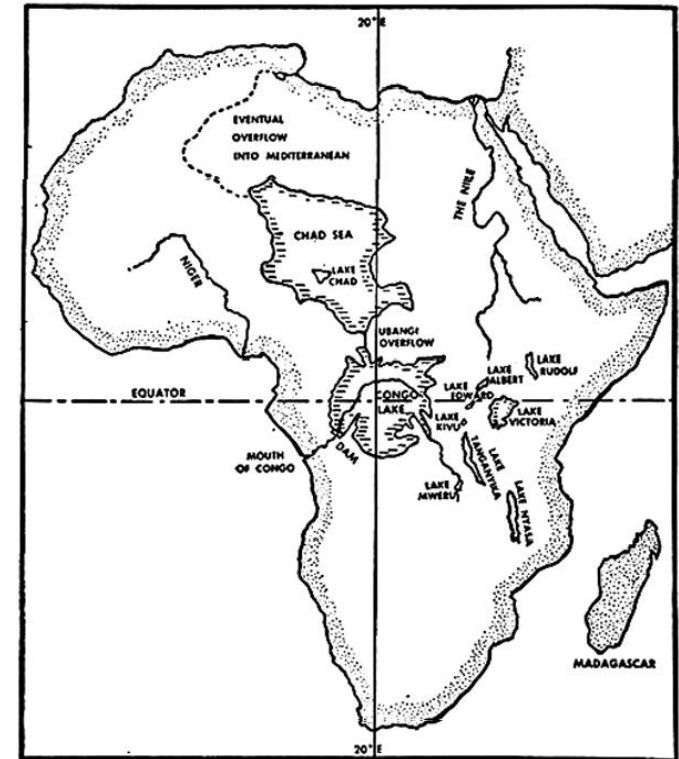 20°E
EVENTUAL
OVERFLOW
INTO MEDITERRANEAN
THE NILE
CHAD SEA
LAKE
CHAD
NIGER
UBANGI
OVERFLOW
LAKE
RUDOLF
LAKE
ALBERT
LAKE
EDWARD
EQUATOR
CONGO
LAKE
LAKE
VICTORIA
LAKE
KIVU
DAM
MOUTH
OF CONGO
LAKE
TANGANYIKA
LAKE
MWERU
LAKE NYASA
MADAGASCAR
20°E